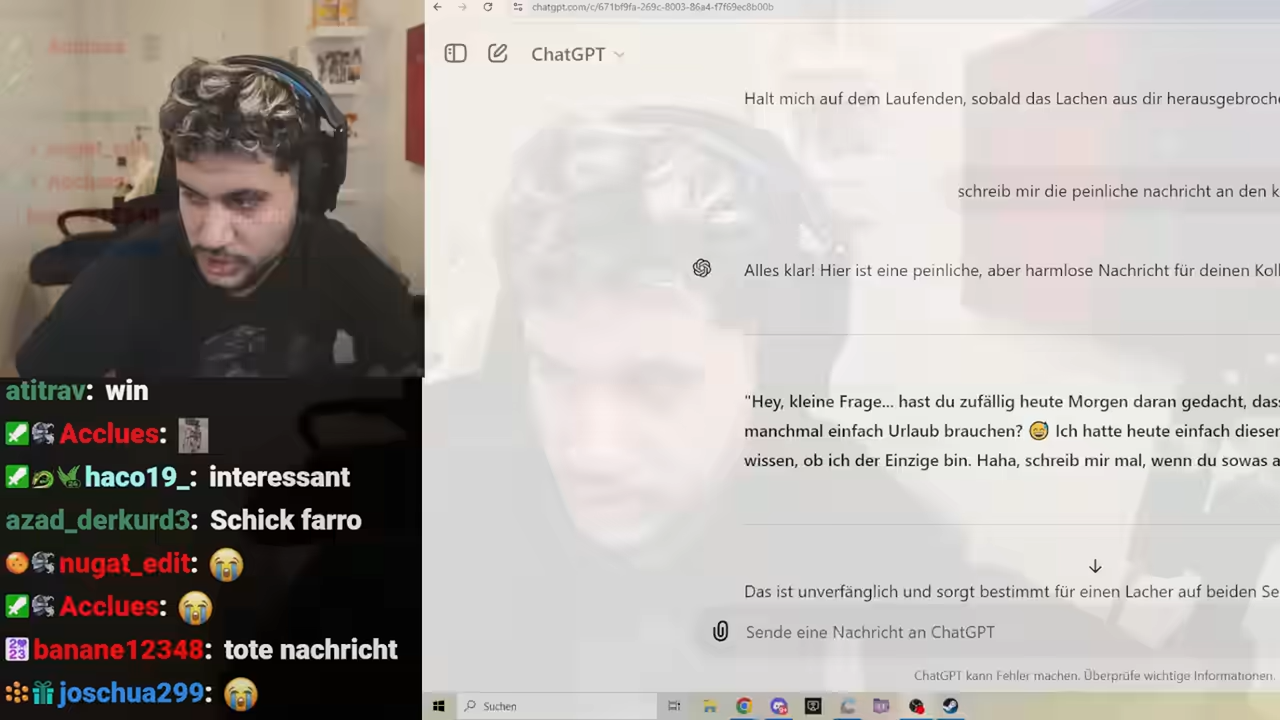 chatgpt.com/c/671bf9fa-269c-8003-86a4-f7f69ec8b00b
ChatGPT
Halt mich auf dem Laufenden, sobald das Lachen aus dir
schreib mir die peinliche nachricht an den
Alles klar! Hier ist eine peinliche, aber harmlose Nachricht für deinen
"Hey, kleine Frage... hast du zufällig heute Morgen daran gedacht,
manchmal einfach Urlaub brauchen? 😅 Ich hatte heute einfach
wissen, ob ich der Einzige bin. Haha, schreib mir mal, wenn du sowas
Das ist unverfänglich und sorgt bestimmt für einen Lacher auf beiden
Sende eine Nachricht an ChatGPT
ChatGPT kann Fehler machen. Überprüfe wichtige Informationen.
Suchen
atitrav: win
Acclues:
haco19_: interessant
azad_derkurd3: Schick farro
nugat_edit: 😭
Acclues: 😭
banane12348: tote nachricht
joschua299: 😭